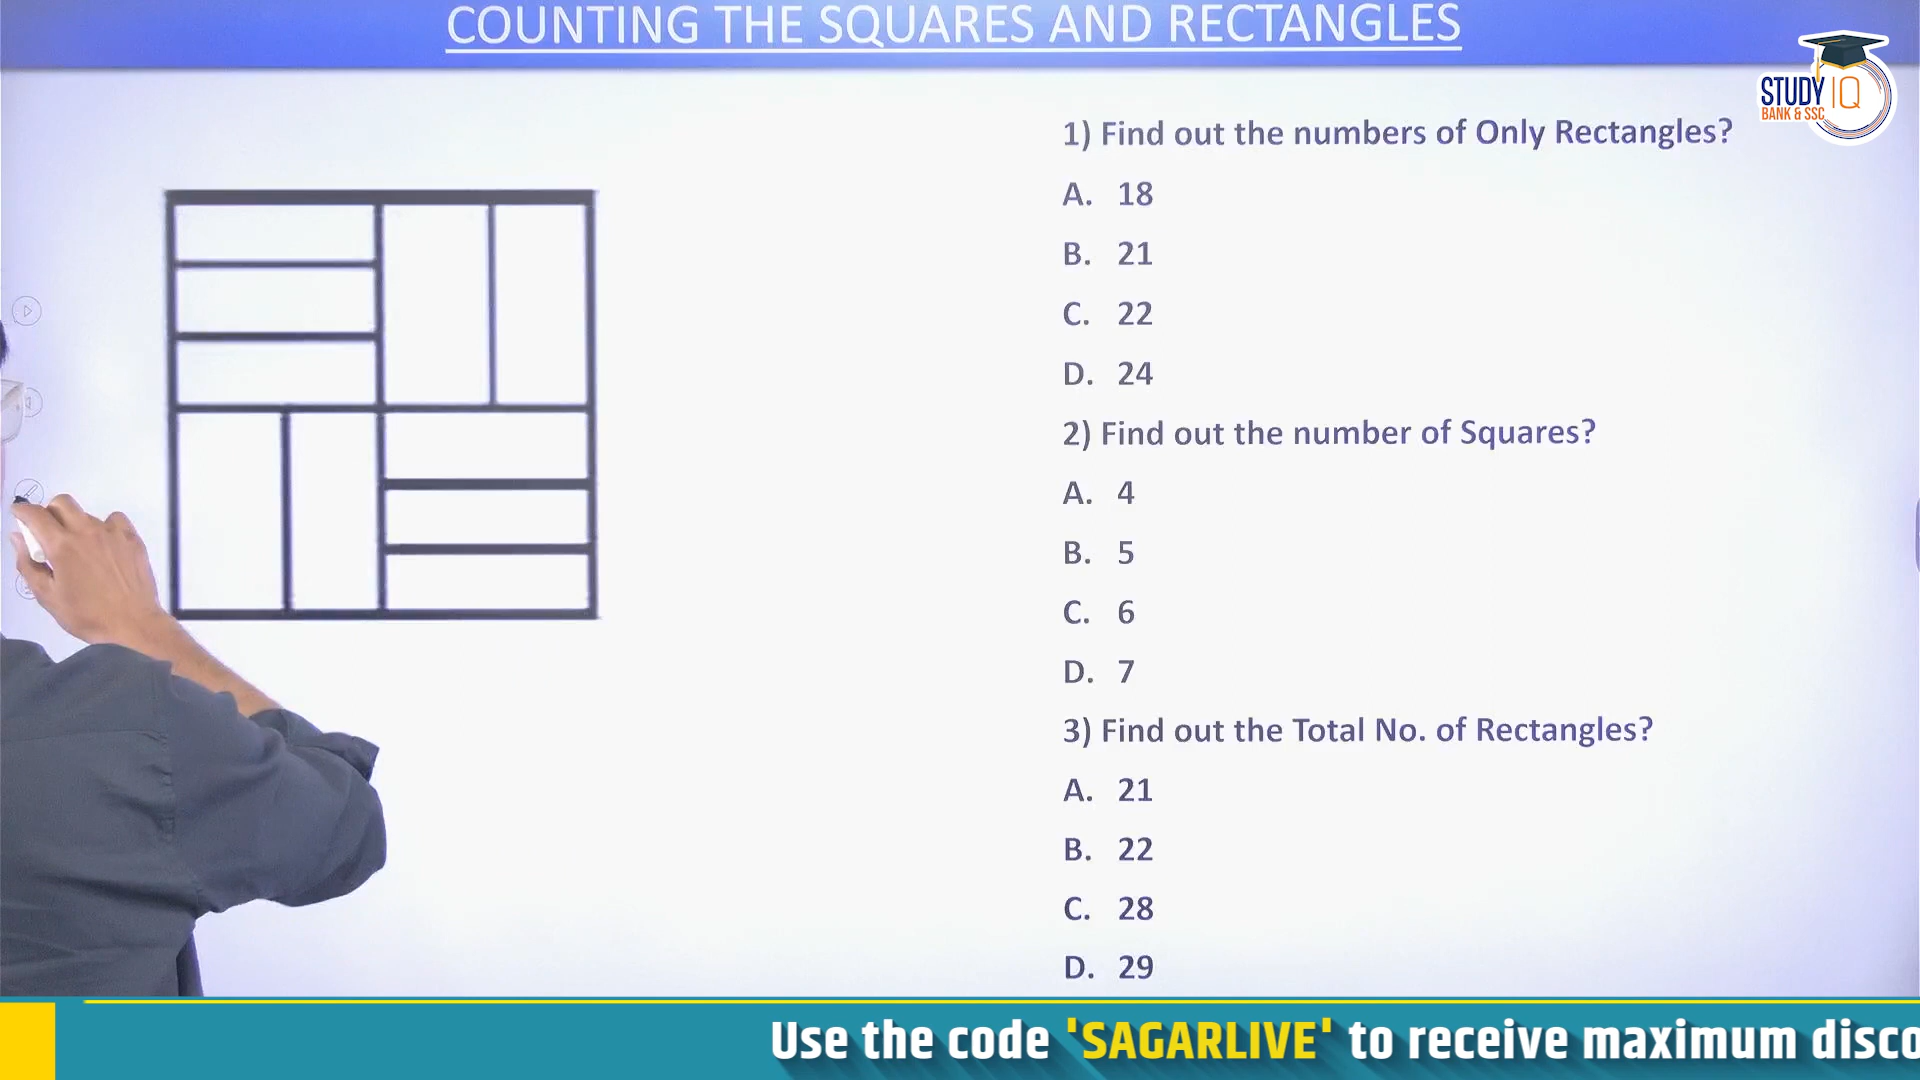 COUNTING THE SQUARES AND RECTANGLES
STUDY IQ
BANK & SSC
1) Find out the numbers of Only Rectangles?
A. 18
B. 21
C. 22
D. 24
2) Find out the number of Squares?
A. 4
B. 5
C. 6
D. 7
3) Find out the Total No. of Rectangles?
A. 21
B. 22
C. 28
D. 29
Use the code 'SAGARLIVE' to receive maximum disco